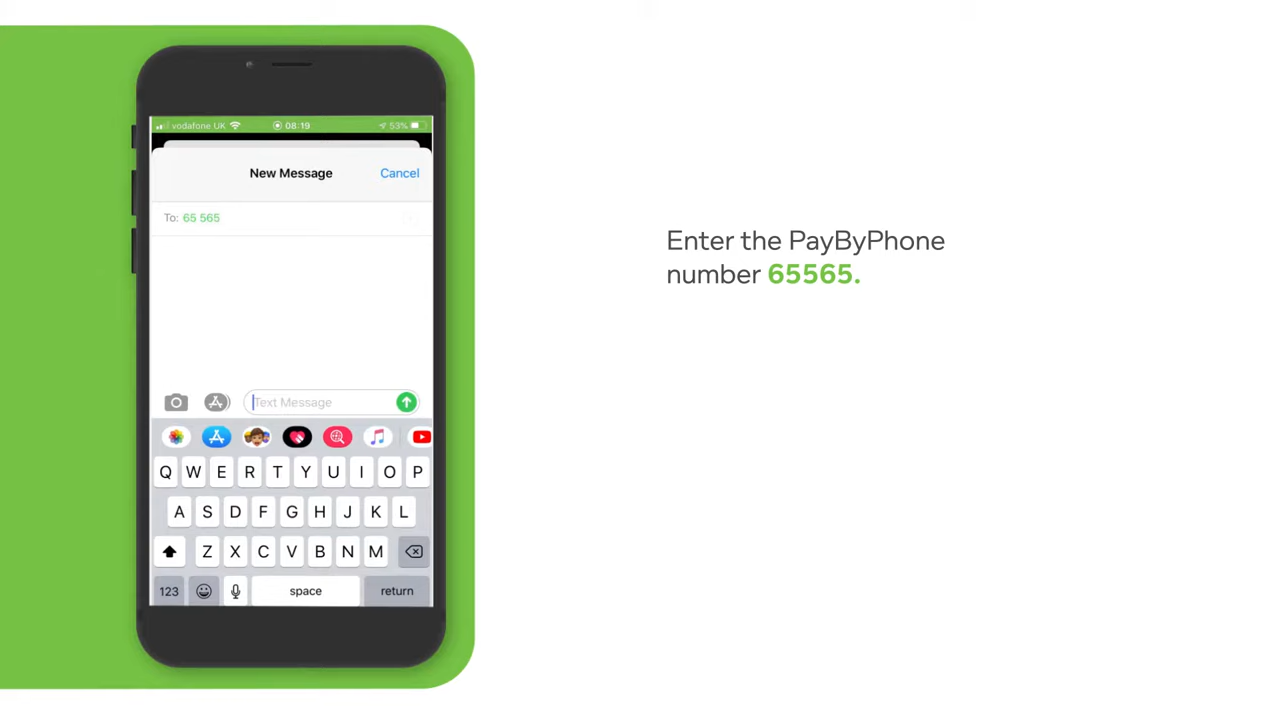 vodafone UK 08:19 53%
New Message Cancel
To: 65 565
Text Message
Q W E R T Y U I O P
A S D F G H J K L
Z X C V B N M
123 space return
Enter the PayByPhone
number 65565.